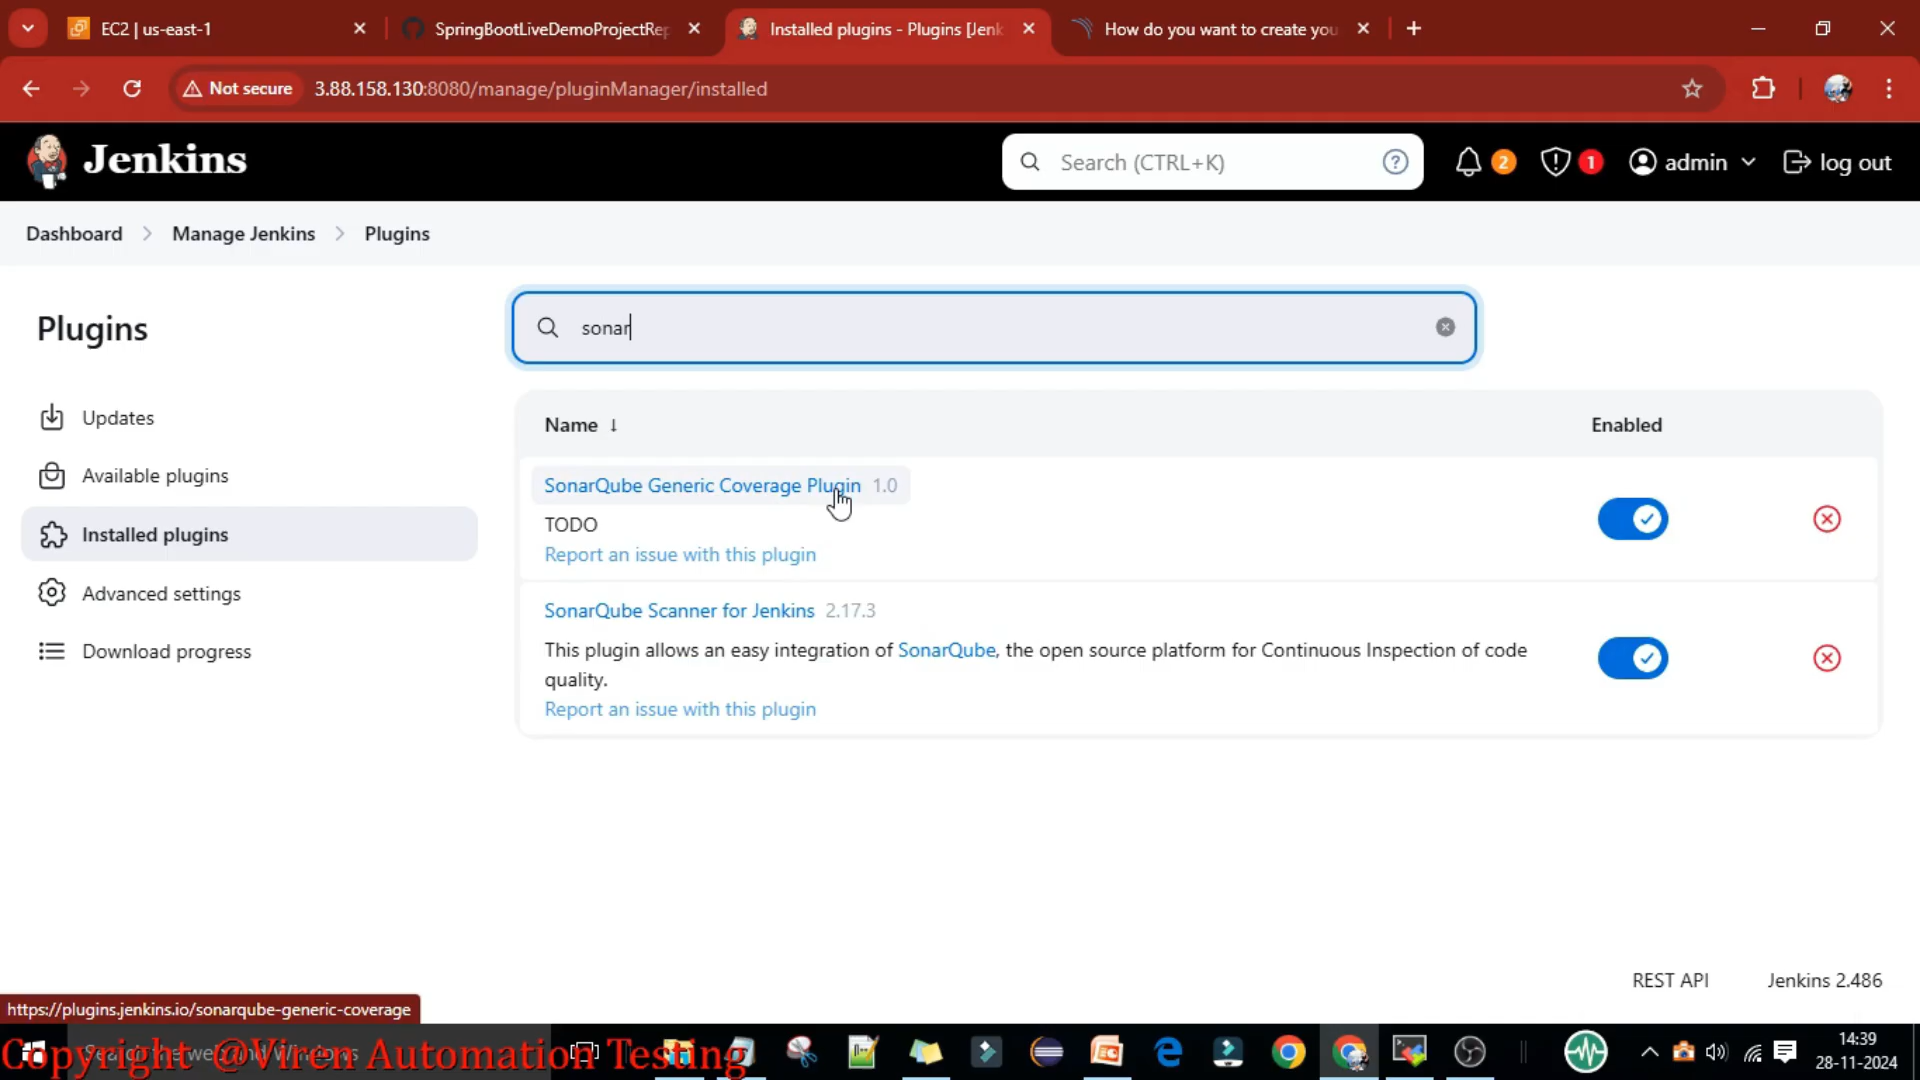 EC2 | us-east-1
SpringBootLiveDemoProjectRep
Installed plugins - Plugins [Jenk
How do you want to create you
Not secure
3.88.158.130:8080/manage/pluginManager/installed
Jenkins
Search (CTRL+K)
2
1
admin
log out
Dashboard
Manage Jenkins
Plugins
Plugins
sonar
Updates
Available plugins
Installed plugins
Advanced settings
Download progress
Name ↓
Enabled
SonarQube Generic Coverage Plugin 1.0
TODO
Report an issue with this plugin
SonarQube Scanner for Jenkins 2.17.3
This plugin allows an easy integration of SonarQube, the open source platform for Continuous Inspection of code
quality.
Report an issue with this plugin
REST API
Jenkins 2.486
https://plugins.jenkins.io/sonarqube-generic-coverage
Search the web and Windows
Copyright @Viren Automation Testing
14:39
28-11-2024